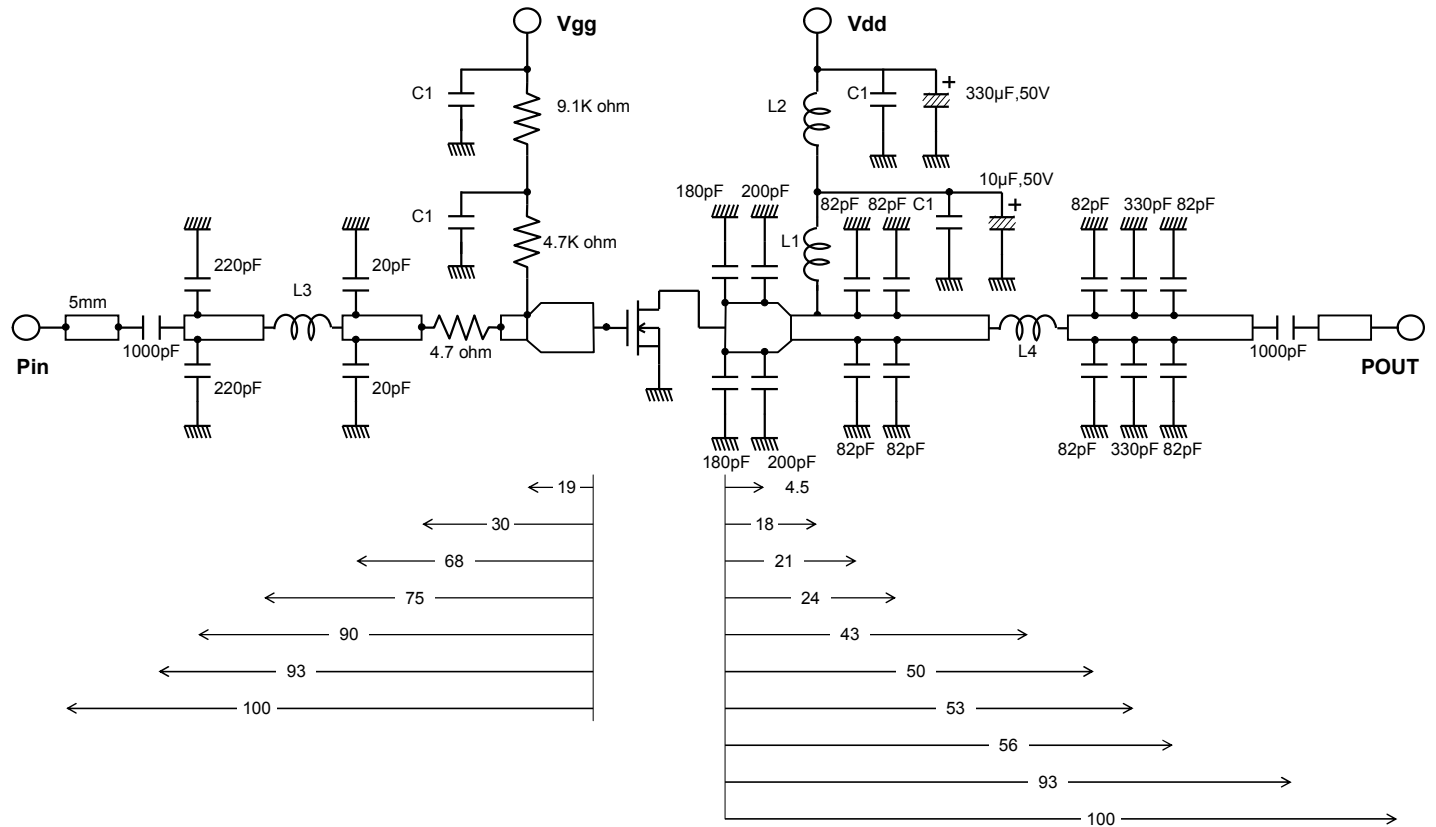 Vgg
Vdd
C1
9.1K ohm
L2
C1
+
330µF,50V
180pF 200pF
10µF,50V
C1
82pF 82pF C1
+
82pF 330pF 82pF
4.7K ohm
L1
220pF
20pF
5mm
L3
1000pF
4.7 ohm
L4
1000pF
Pin
POUT
220pF
20pF
82pF 82pF
82pF 330pF 82pF
180pF 200pF
19
4.5
30
18
68
21
75
24
90
43
93
50
100
53
56
93
100